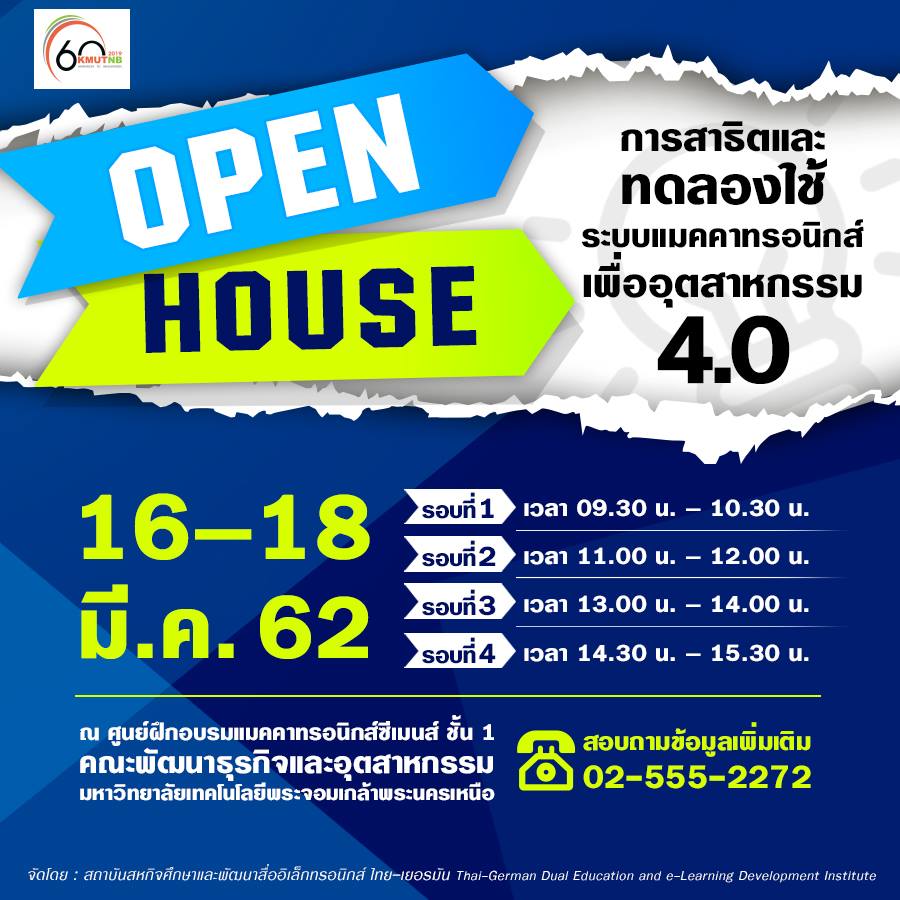 60 KMUTNB 2019
OPEN
HOUSE
การสาธิตและ
ทดลองใช้
ระบบแมคคาทรอนิกส์
เพื่ออุตสาหกรรม
4.0
16–18
มี.ค. 62
รอบที่ 1 เวลา 09.30 น. – 10.30 น.
รอบที่ 2 เวลา 11.00 น. – 12.00 น.
รอบที่ 3 เวลา 13.00 น. – 14.00 น.
รอบที่ 4 เวลา 14.30 น. – 15.30 น.
ณ ศูนย์ฝึกอบรมแมคคาทรอนิกส์ซีเมนส์ ชั้น 1
คณะพัฒนาธุรกิจและอุตสาหกรรม
มหาวิทยาลัยเทคโนโลยีพระจอมเกล้าพระนครเหนือ
สอบถามข้อมูลเพิ่มเติม
02-555-2272
จัดโดย : สถาบันสหกิจศึกษาและพัฒนาสื่ออิเล็กทรอนิกส์ ไทย-เยอรมัน Thai-German Dual Education and e-Learning Development Institute